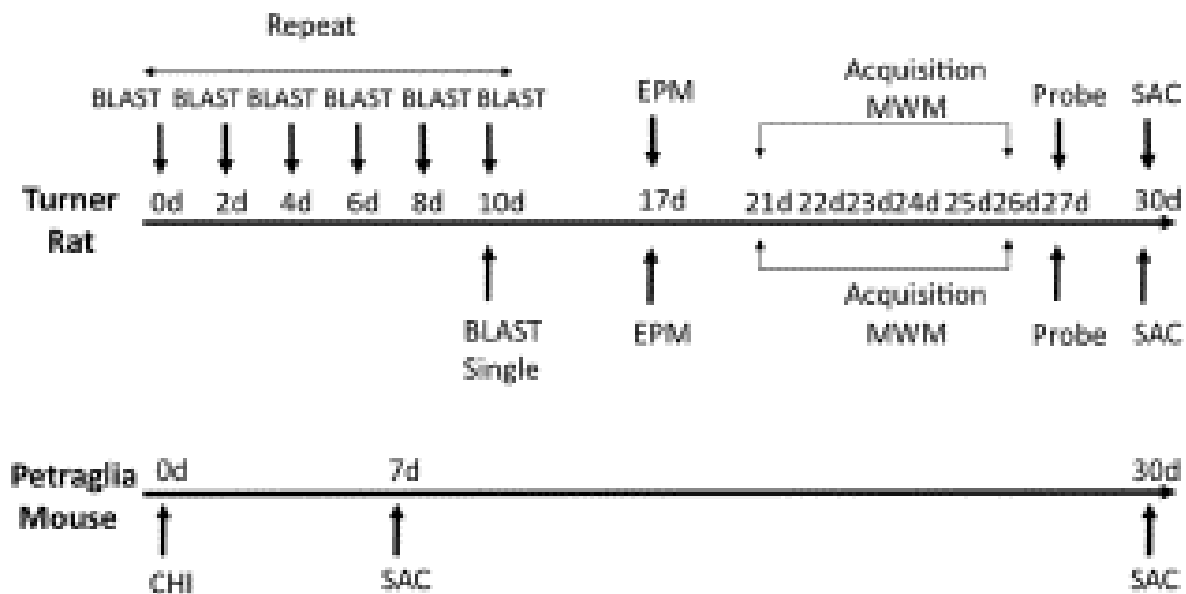 Repeat
BLAST BLAST BLAST BLAST BLAST BLAST
EPM
Acquisition
MWM
Probe
SAC
Turner
Rat
0d 2d 4d 6d 8d 10d 17d 21d 22d 23d 24d 25d 26d 27d 30d
BLAST
Single
EPM
Acquisition
MWM
Probe
SAC
Petraglia
Mouse
0d 7d 30d
CHI
SAC
SAC